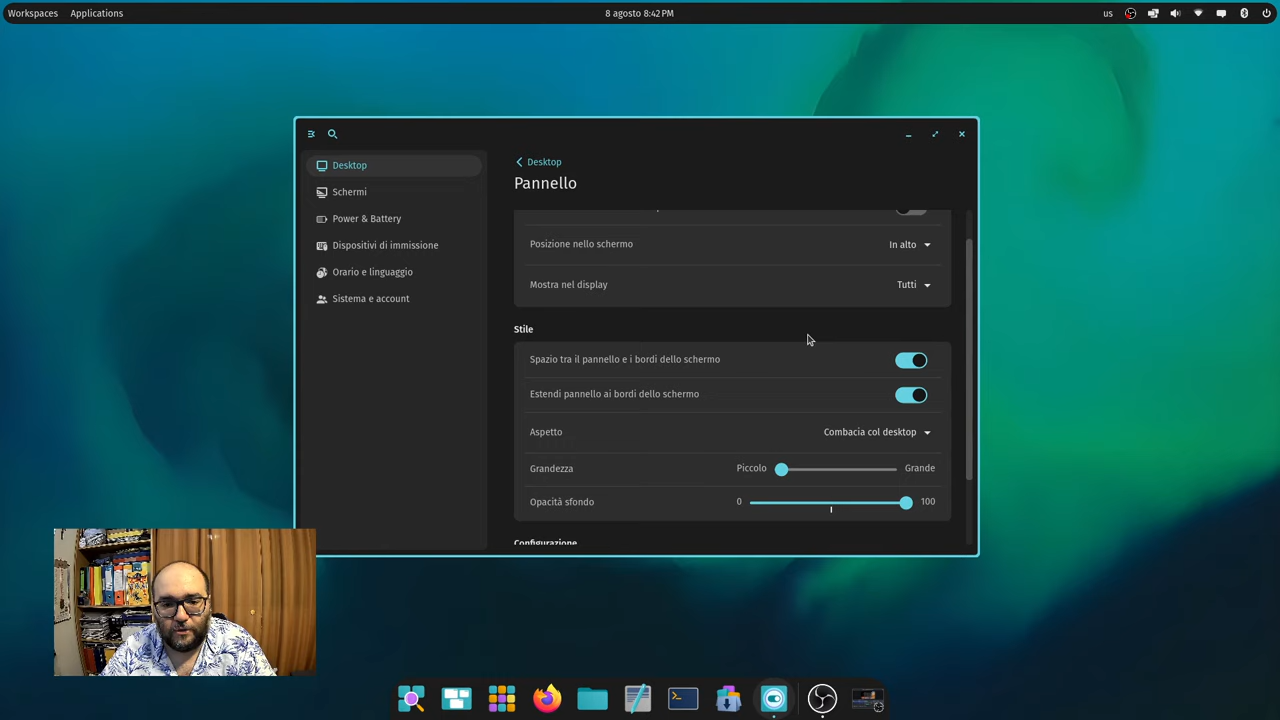 Workspaces Applications 8 agosto 8:42 PM us
Desktop
Schermi
Power & Battery
Dispositivi di immissione
Orario e linguaggio
Sistema e account
Desktop
Pannello
Posizione nello schermo In alto
Mostra nel display Tutti
Stile
Spazio tra il pannello e i bordi dello schermo
Estendi pannello ai bordi dello schermo
Aspetto Combacia col desktop
Grandezza Piccolo Grande
Opacità sfondo 0 100
Configurazione